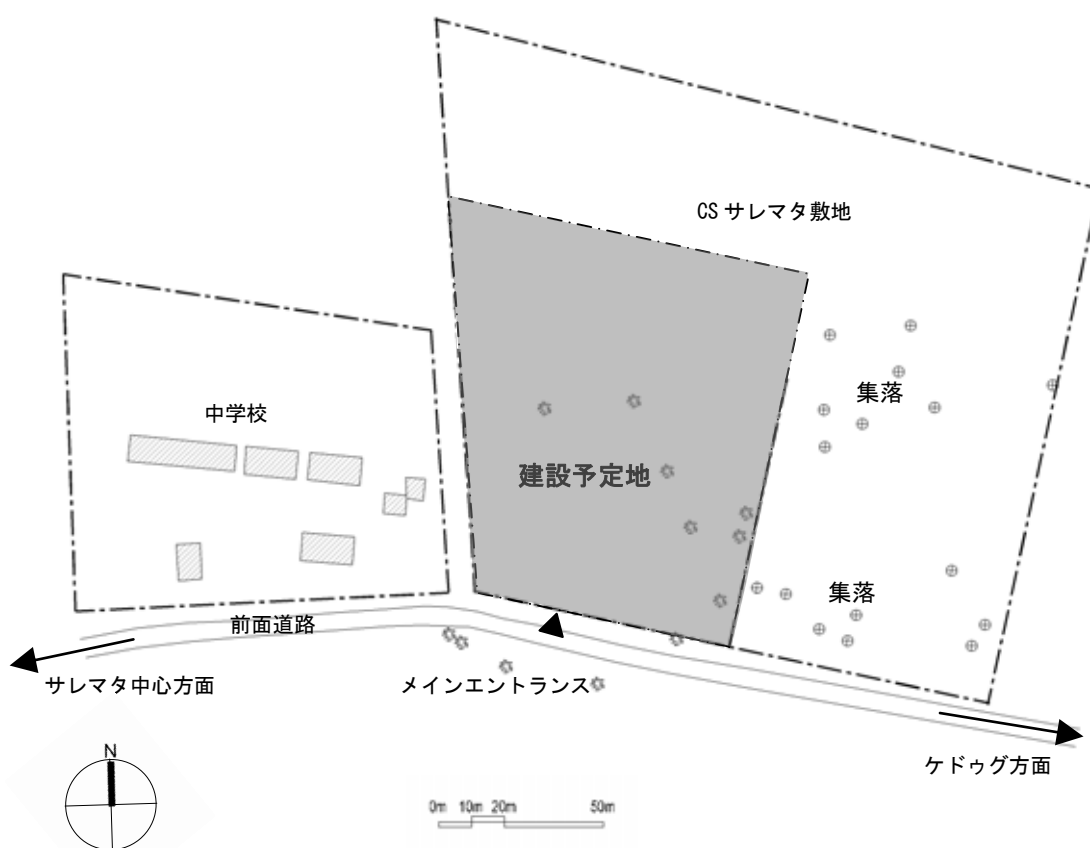 CS サレマタ敷地
集落
中学校
建設予定地
集落
前面道路
サレマタ中心方面
メインエントランス
ケドゥグ方面
N
0m 10m 20m 50m